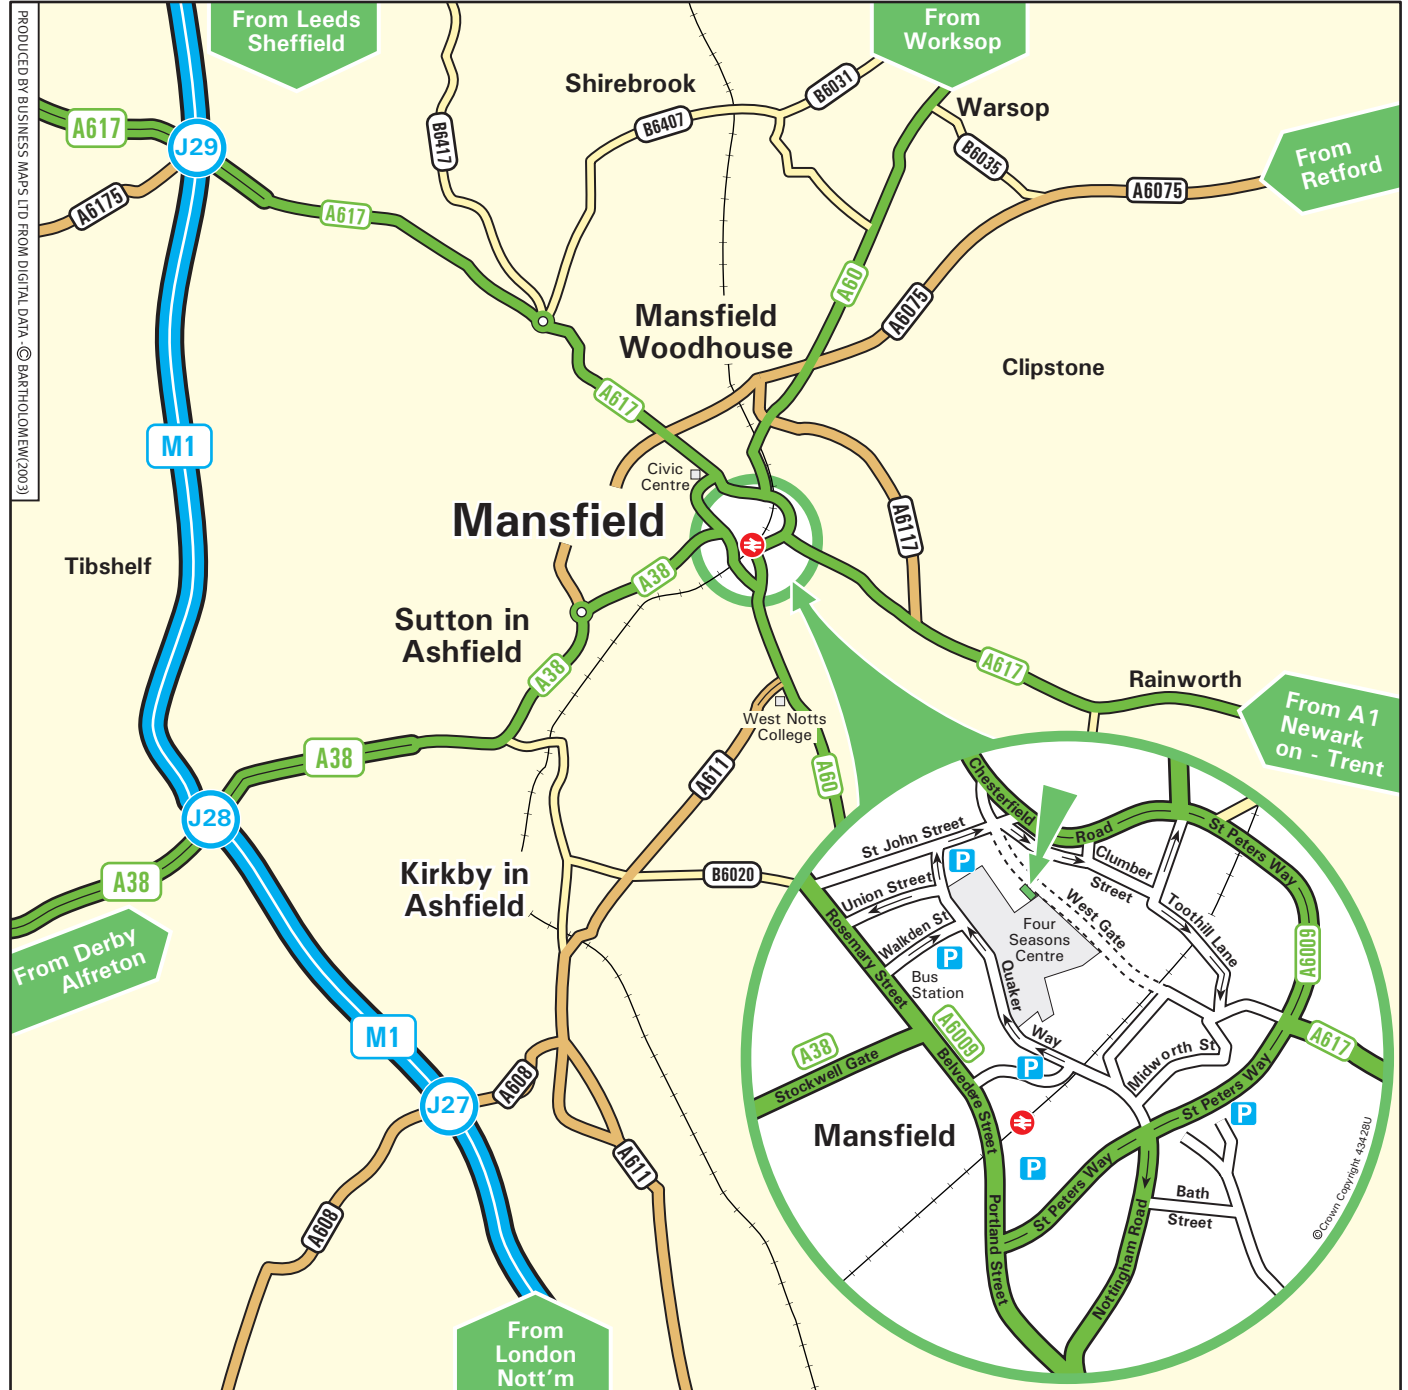 PRODUCED BY BUSINESS MAPS LTD FROM DIGITAL DATA - © BARTHOLOMEW(2003)
From Leeds
Sheffield
From
Worksop
Shirebrook
B6031
Warsop
A617
J29
B6417
B6407
B6035
From
Retford
A6175
A617
A6075
A60
A6075
Mansfield
Woodhouse
Clipstone
A617
M1
Civic
Centre
Mansfield
A6117
Tibshelf
A38
Sutton in
Ashfield
A38
A617
Rainworth
From A1
Newark
on - Trent
West Notts
College
A38
A611
A60
J28
A38
Kirkby in
Ashfield
B6020
From Derby
Alfreton
M1
A608
J27
A611
A608
From
London
Nott'm
Chesterfield
Road
St Peters Way
St John Street
P
Clumber
Street
Union Street
West Gate
Toothill Lane
Rosemary Street
Walkden St
Four
Seasons
Centre
P
Bus
Station
Quaker
Way
A6009
A6009
A617
A38
Stockwell Gate
Belvedere Street
P
Midworth St
St Peters Way
P
Mansfield
P
St Peters Way
Portland Street
Nottingham Road
Bath
Street
©Crown Copyright 43428U